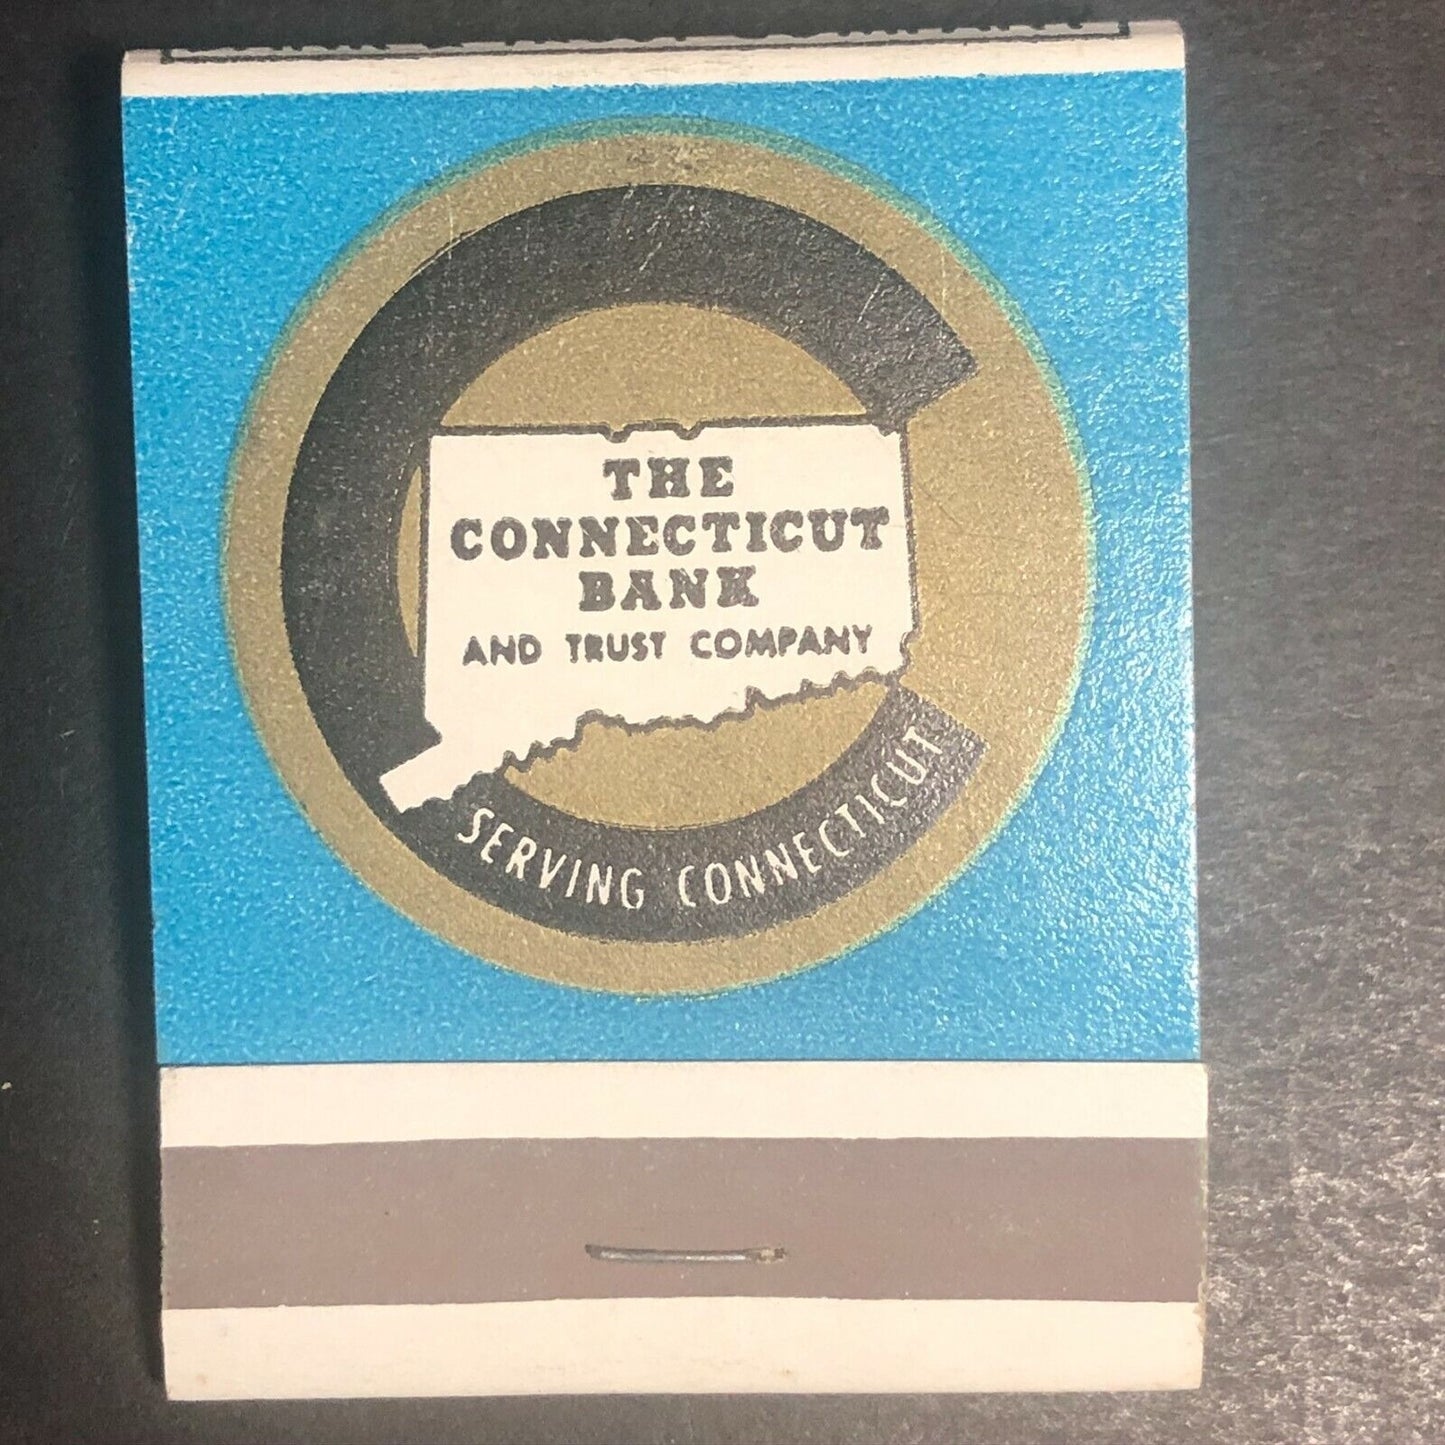 THE
CONNECTICUT
BANK
AND TRUST COMPANY
SERVING CONNECTICUT